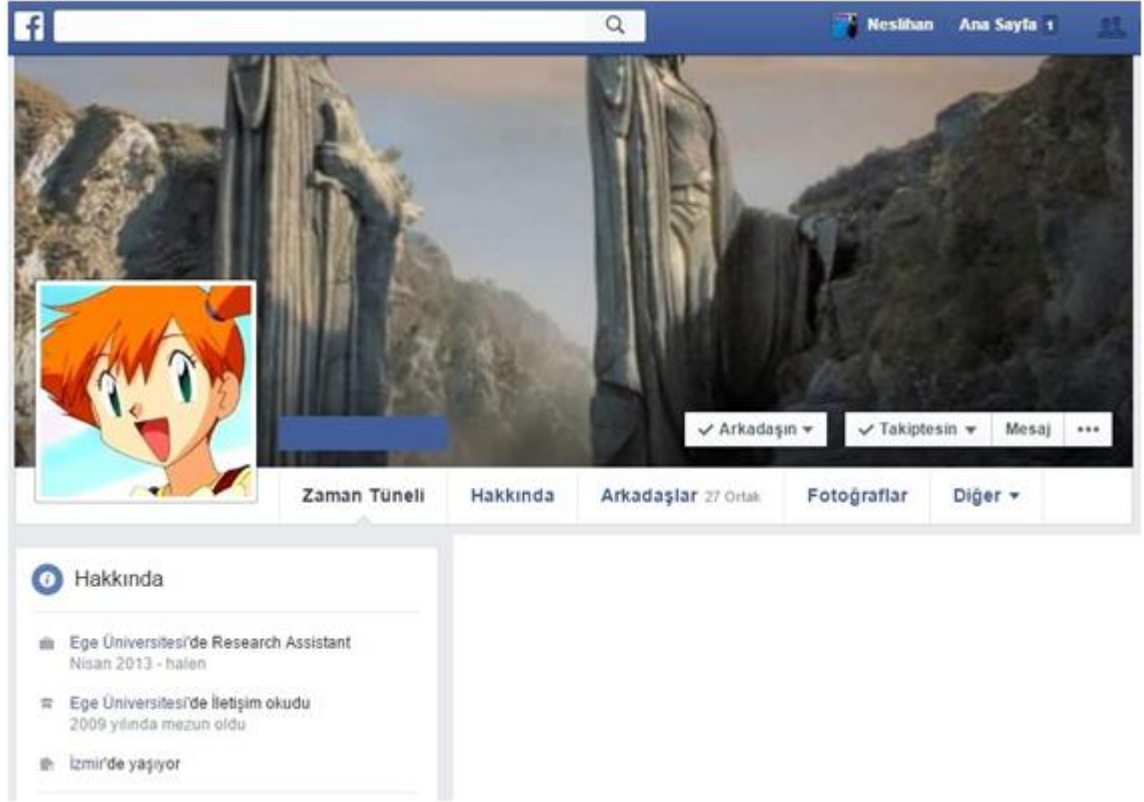 f
Neslihan Ana Sayfa 1
✓ Arkadaşın ▾ ✓ Takiptesin ▾ Mesaj •••
Zaman Tüneli Hakkında Arkadaşlar 27 Ortak Fotoğraflar Diğer ▾
Hakkında
Ege Üniversitesi'de Research Assistant
Nisan 2013 - halen
Ege Üniversitesi'de İletişim okudu
2009 yılında mezun oldu
İzmir'de yaşıyor